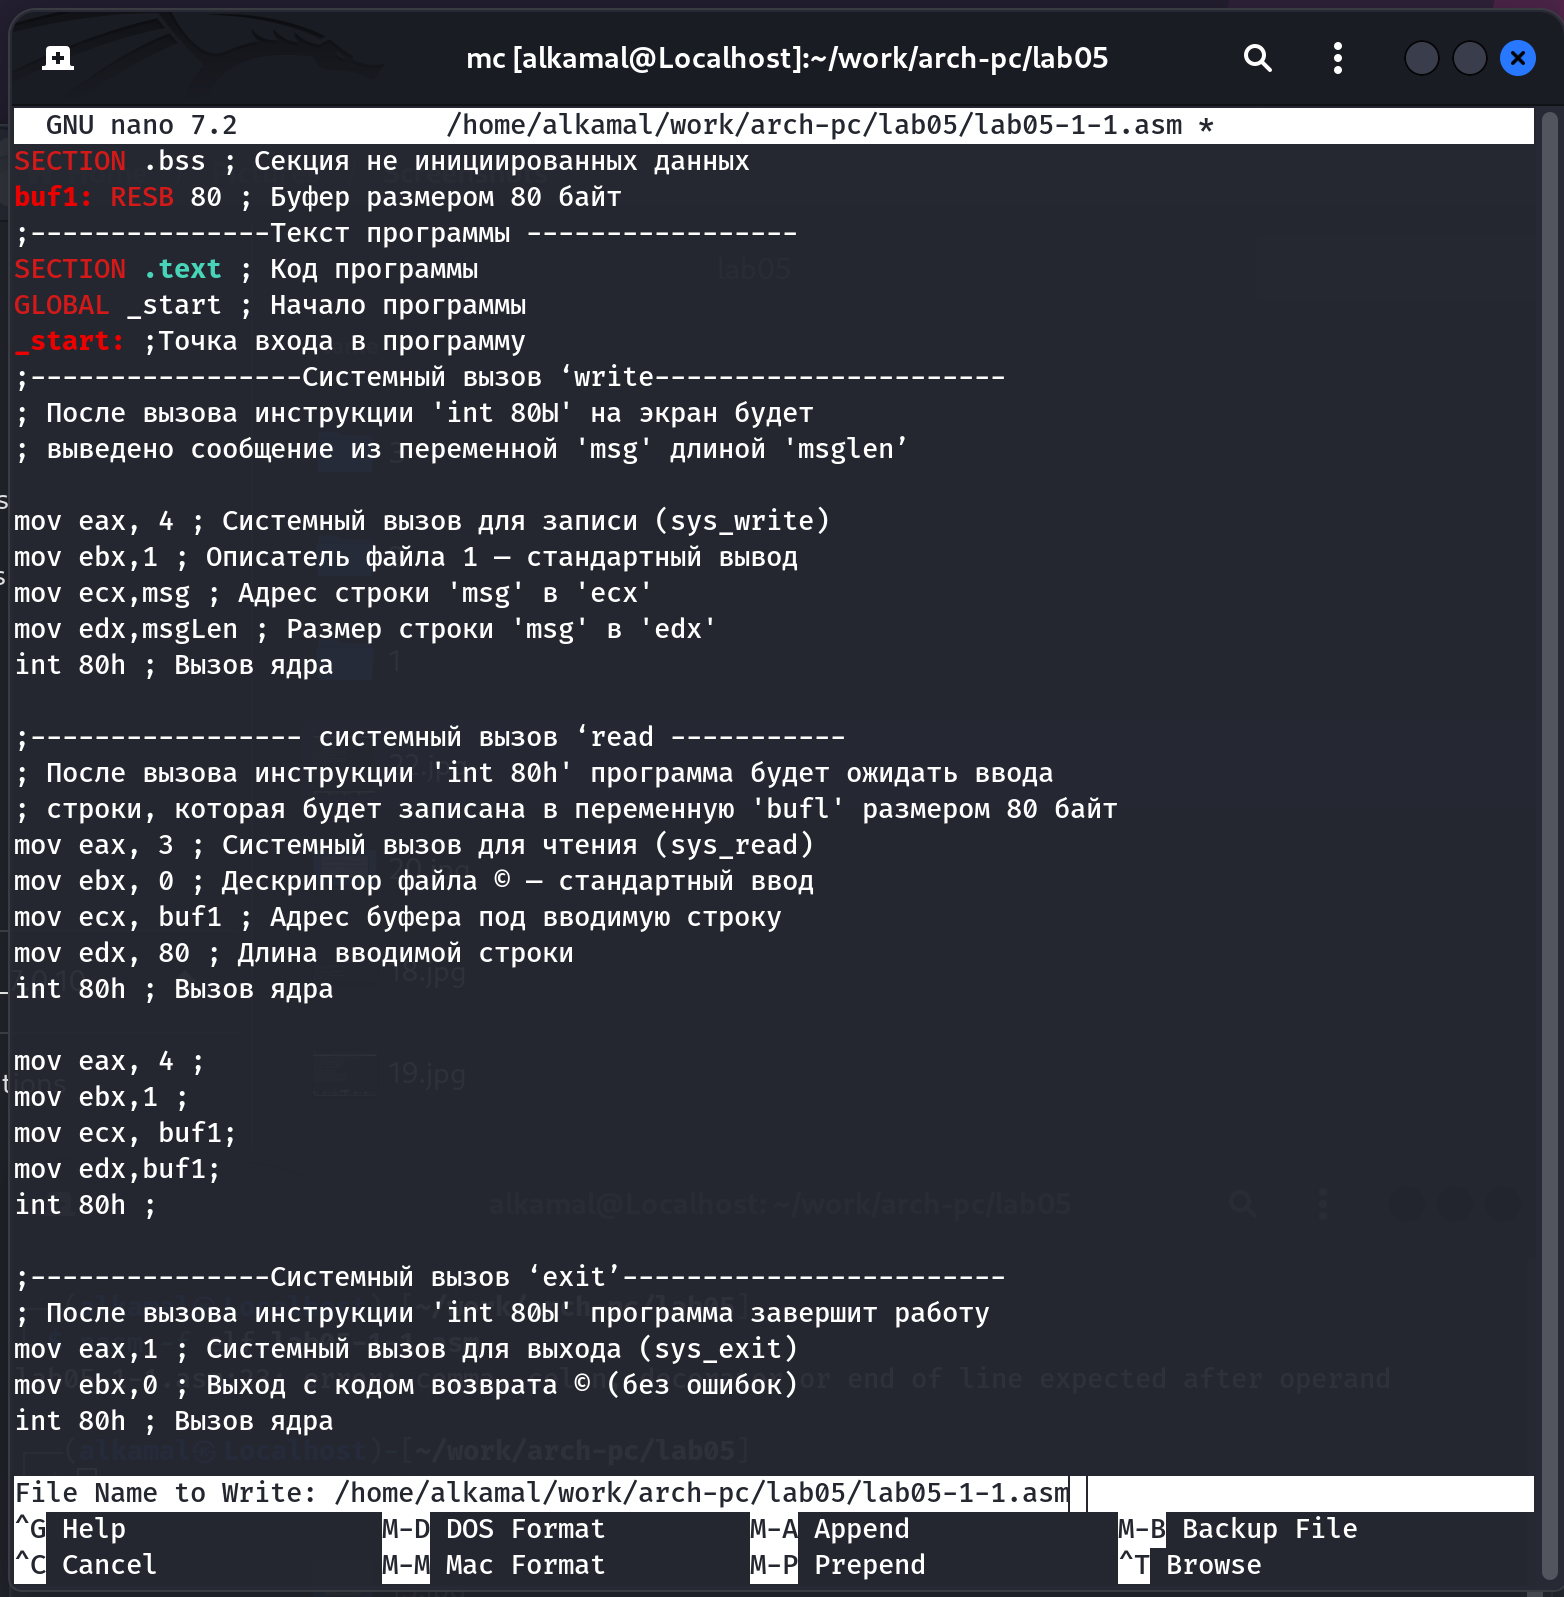 mc [alkamal@Localhost]:~/work/arch-pc/lab05
GNU nano 7.2 /home/alkamal/work/arch-pc/lab05/lab05-1-1.asm *
SECTION .bss ; Секция не инициированных данных
buf1: RESB 80 ; Буфер размером 80 байт
;---------------Текст программы -----------------
SECTION .text ; Код программы
GLOBAL _start ; Начало программы
_start: ;Точка входа в программу
;-----------------Системный вызов ‘write----------------------
; После вызова инструкции 'int 80Ы' на экран будет
; выведено сообщение из переменной 'msg' длиной 'msglen’
mov eax, 4 ; Системный вызов для записи (sys_write)
mov ebx,1 ; Описатель файла 1 — стандартный вывод
mov ecx,msg ; Адрес строки 'msg' в 'ecx'
mov edx,msgLen ; Размер строки 'msg' в 'edx'
int 80h ; Вызов ядра
;----------------- системный вызов ‘read -----------
; После вызова инструкции 'int 80h' программа будет ожидать ввода
; строки, которая будет записана в переменную 'bufl' размером 80 байт
mov eax, 3 ; Системный вызов для чтения (sys_read)
mov ebx, 0 ; Дескриптор файла © — стандартный ввод
mov ecx, buf1 ; Адрес буфера под вводимую строку
mov edx, 80 ; Длина вводимой строки
int 80h ; Вызов ядра
mov eax, 4 ;
mov ebx,1 ;
mov ecx, buf1;
mov edx,buf1;
int 80h ;
;---------------Системный вызов ‘exit’------------------------
; После вызова инструкции 'int 80Ы' программа завершит работу
mov eax,1 ; Системный вызов для выхода (sys_exit)
mov ebx,0 ; Выход с кодом возврата © (без ошибок)
int 80h ; Вызов ядра
File Name to Write: /home/alkamal/work/arch-pc/lab05/lab05-1-1.asm
^G Help M-D DOS Format M-A Append M-B Backup File
^C Cancel M-M Mac Format M-P Prepend ^T Browse